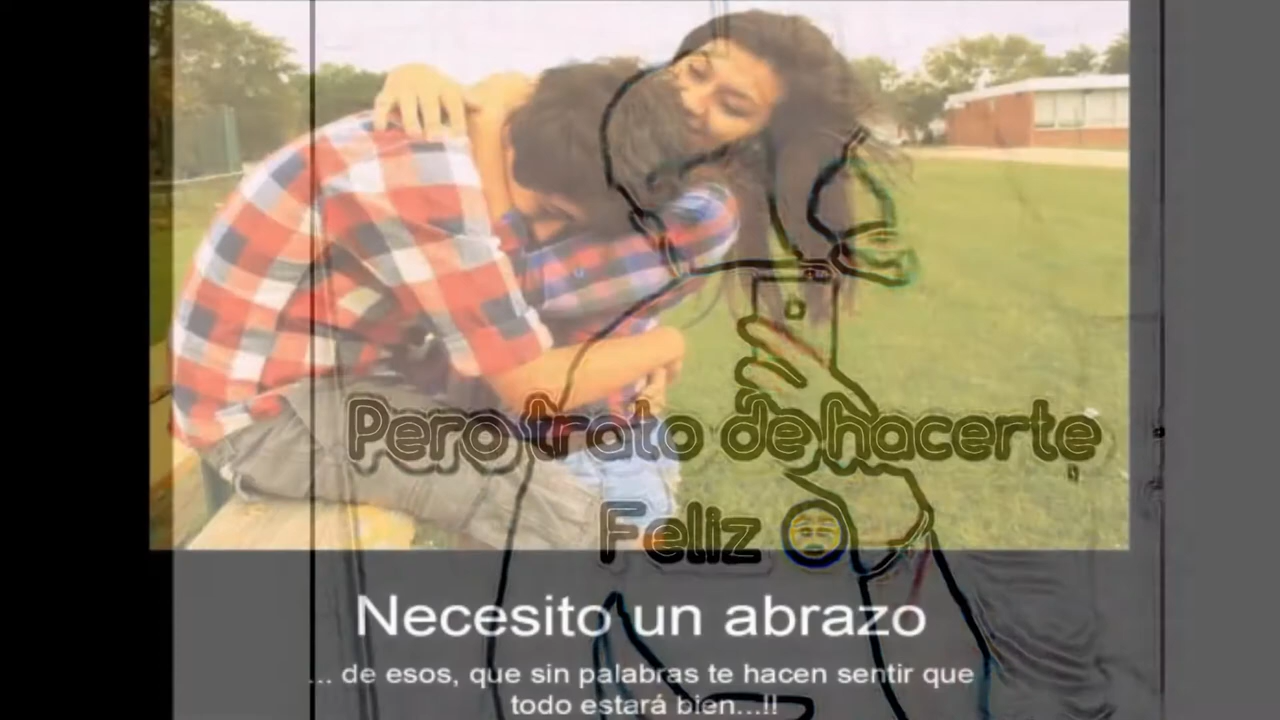 Pero trato de hacerte
Feliz
Necesito un abrazo
... de esos, que sin palabras te hacen sentir que
todo estará bien...!!